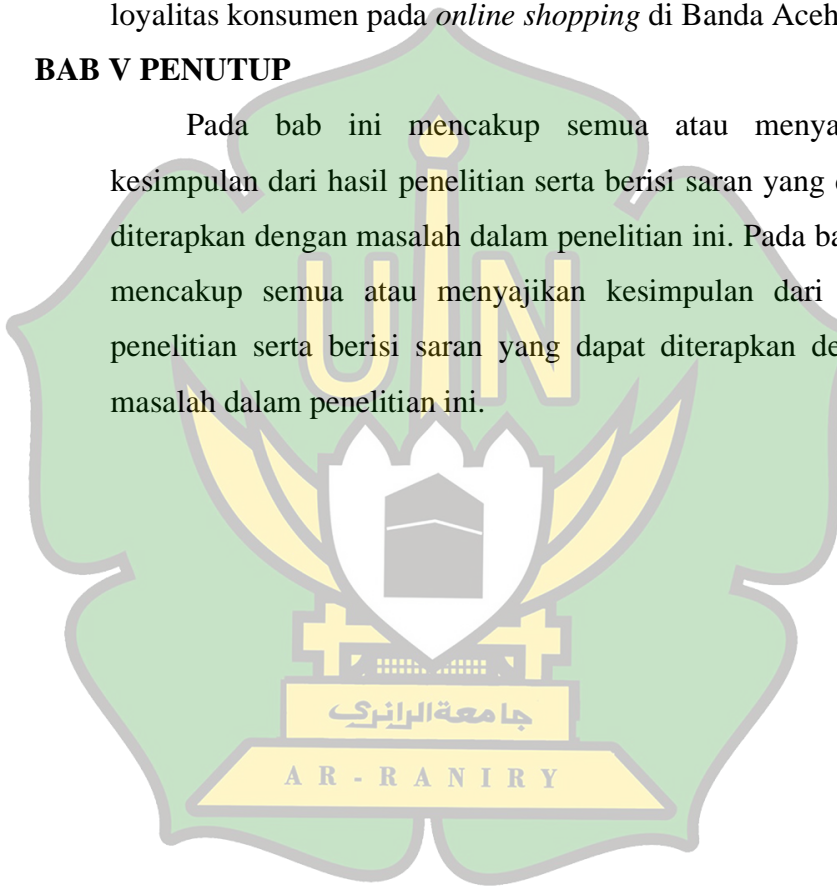 loyalitas konsumen pada online shopping di Banda Aceh
BAB V PENUTUP
Pada bab ini mencakup semua atau
kesimpulan dari hasil penelitian serta berisi saran yang
diterapkan dengan masalah dalam penelitian ini. Pada
mencakup semua atau menyajikan kesimpulan dari
penelitian serta berisi saran yang dapat diterapkan
masalah dalam penelitian ini.
UIN
جامعةالرانري
AR-RANIRY